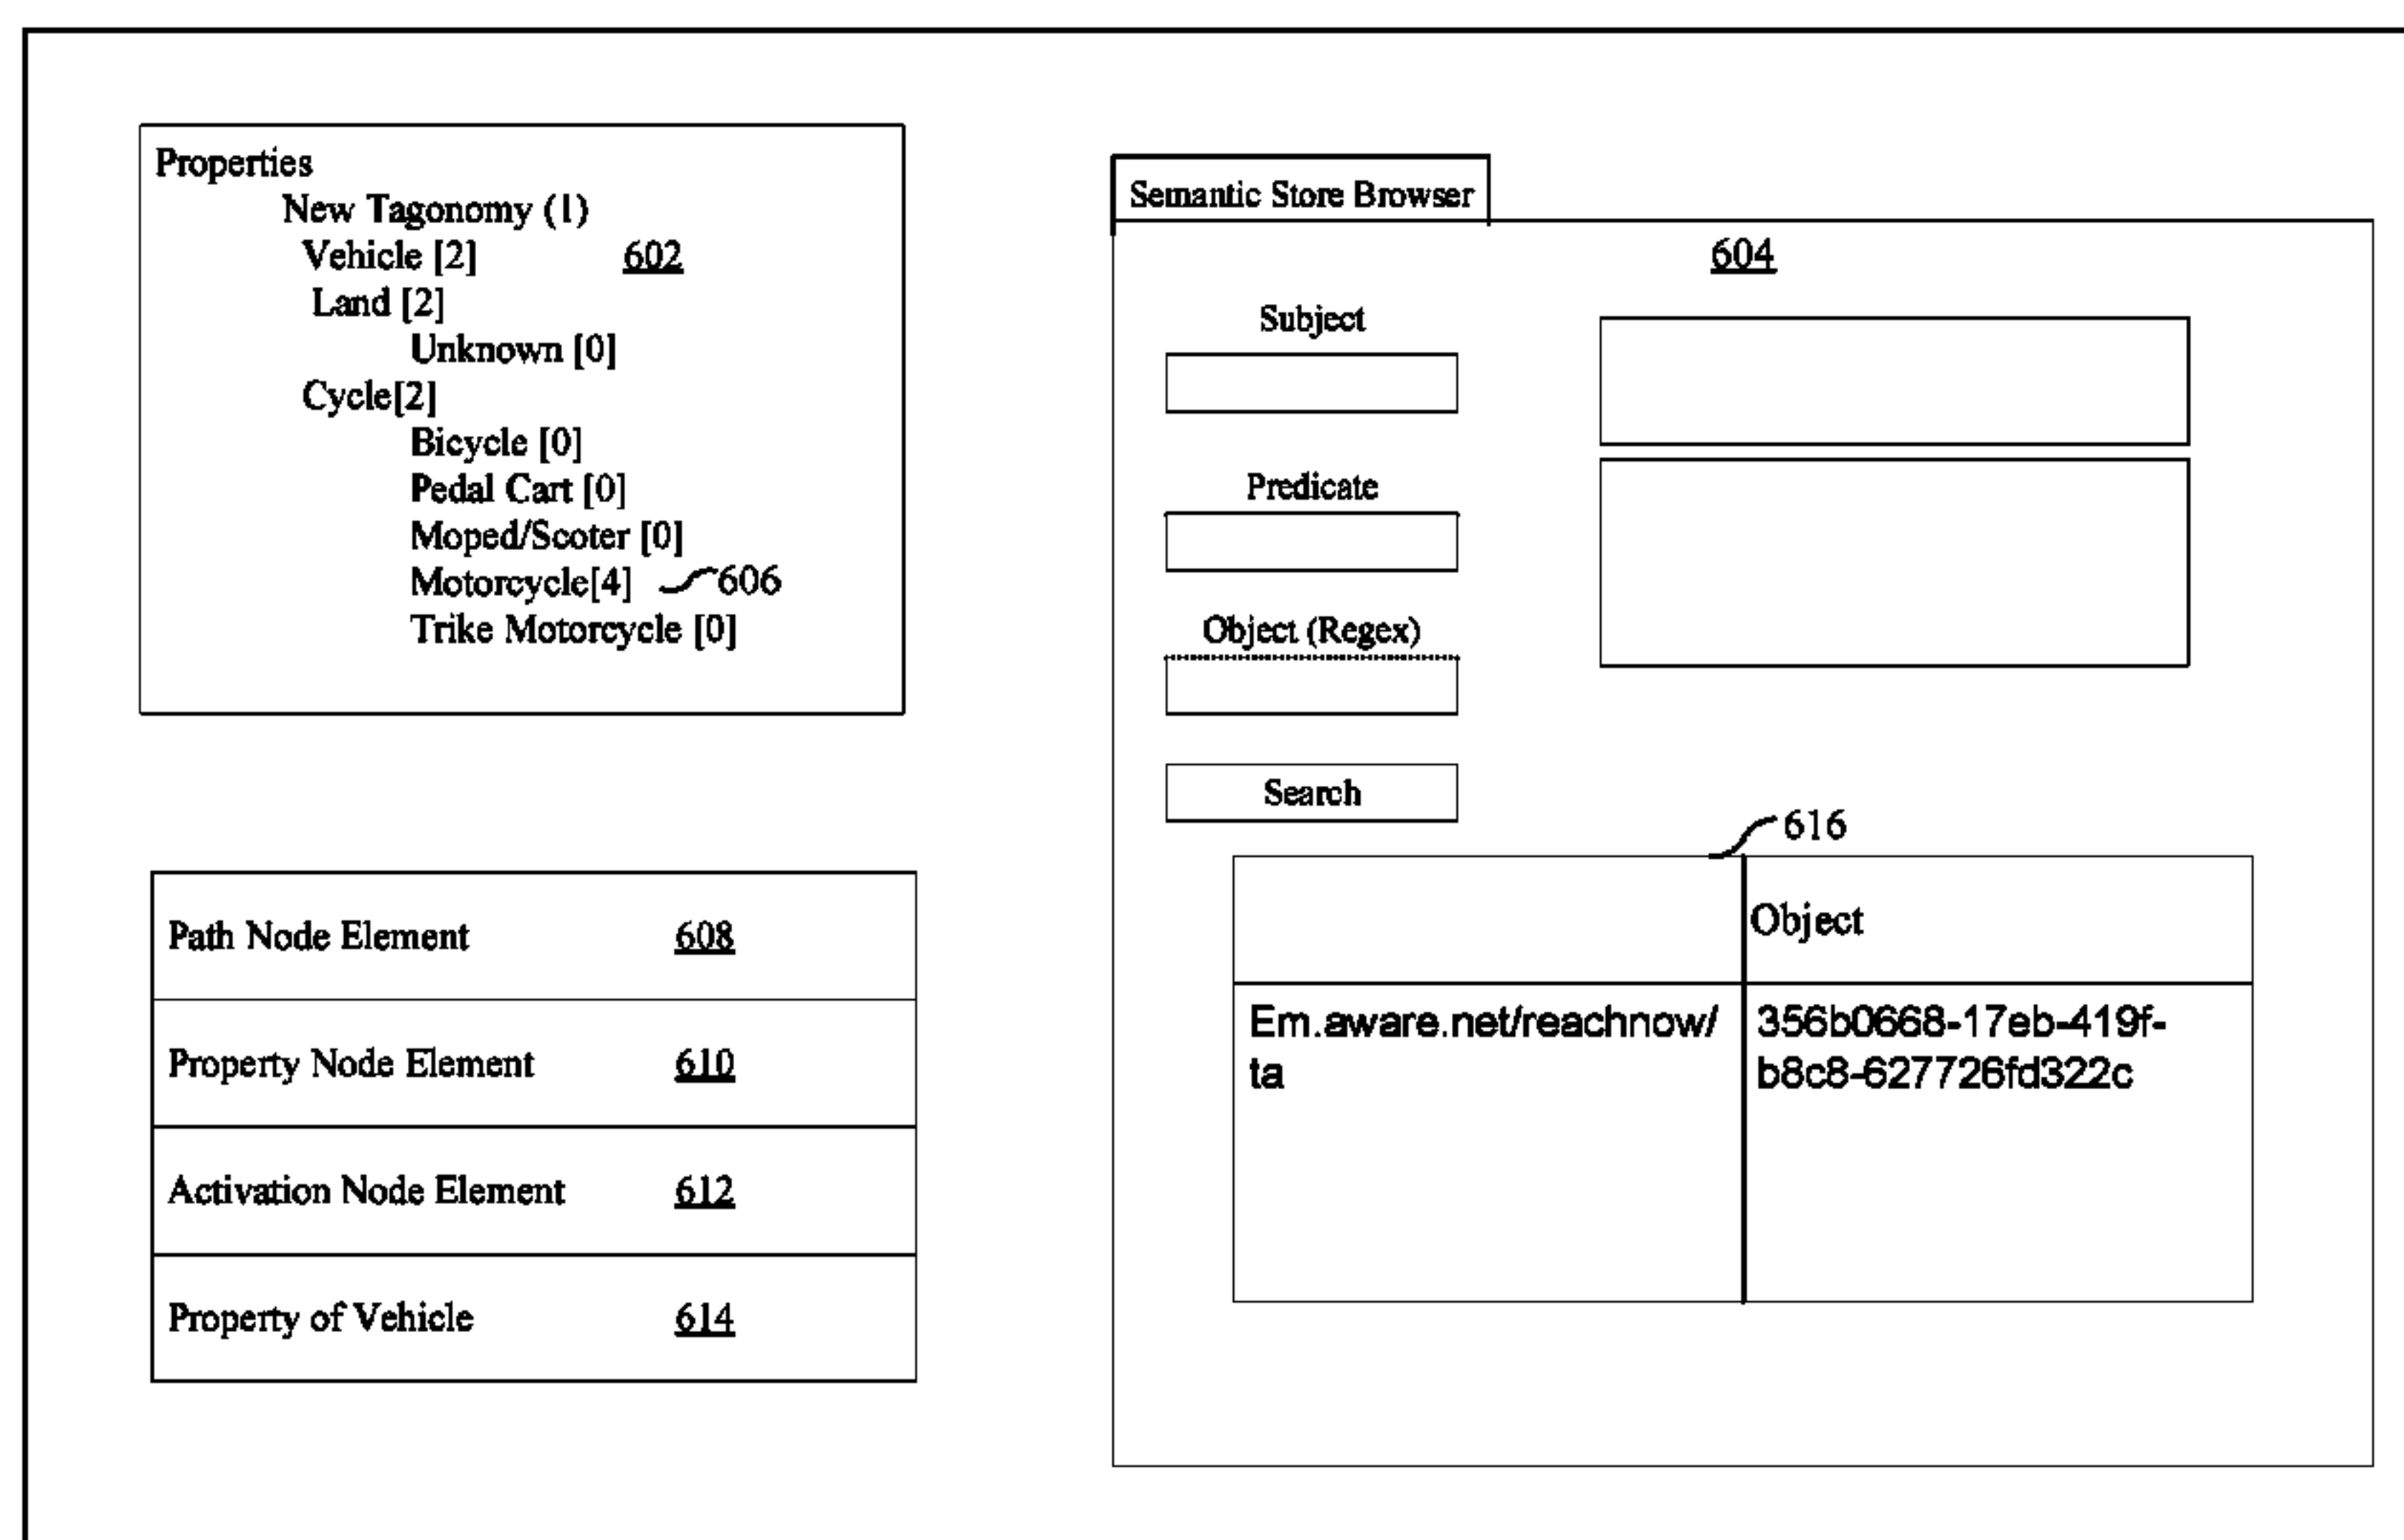 Properties
New Tagonomy (1)
Vehicle [2] 602
Land [2]
Unknown [0]
Cycle[2]
Bicycle [0]
Pedal Cart [0]
Moped/Scoter [0]
Motorcycle[4] 606
Trike Motorcycle [0]
Path Node Element 608
Property Node Element 610
Activation Node Element 612
Property of Vehicle 614
Semantic Store Browser
604
Subject
Predicate
Object (Regex)
Search
616
Object
Em.aware.net/reachnow/
ta
356b0668-17eb-419f-
b8c8-627726fd322c